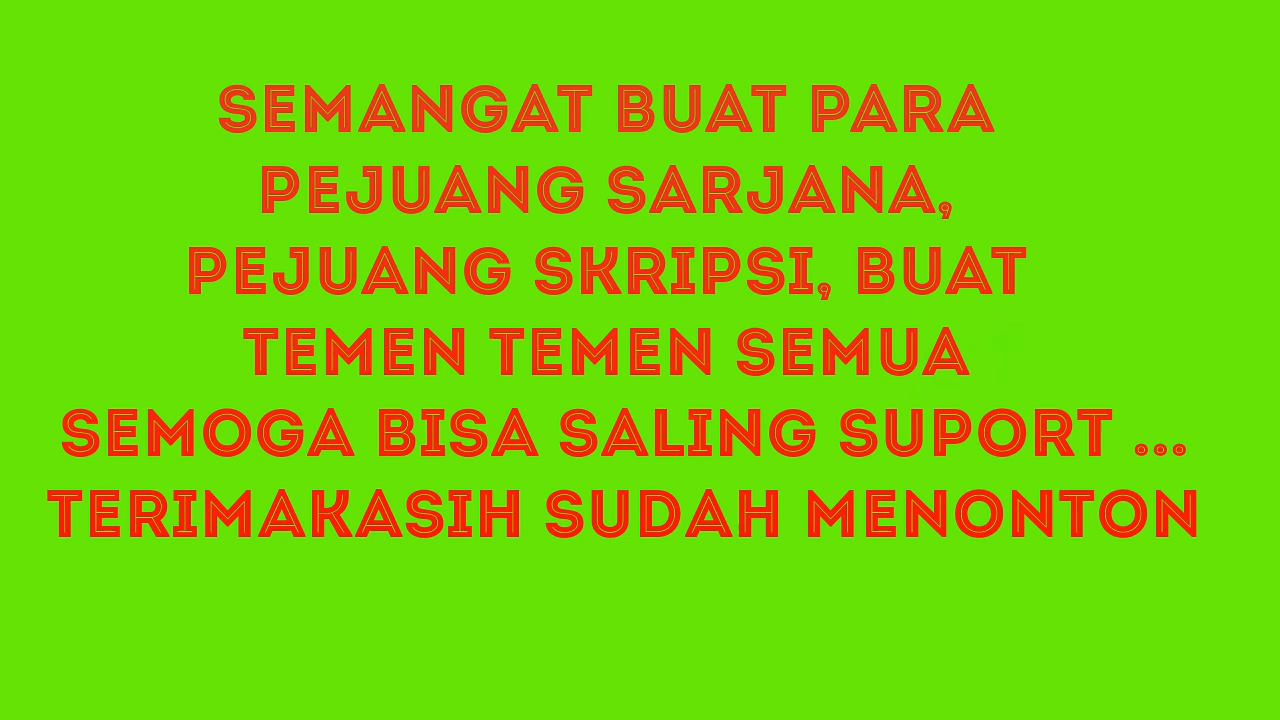 SEMANGAT BUAT PARA
PEJUANG SARJANA,
PEJUANG SKRIPSI, BUAT
TEMEN TEMEN SEMUA
SEMOGA BISA SALING SUPORT ...
TERIMAKASIH SUDAH MENONTON